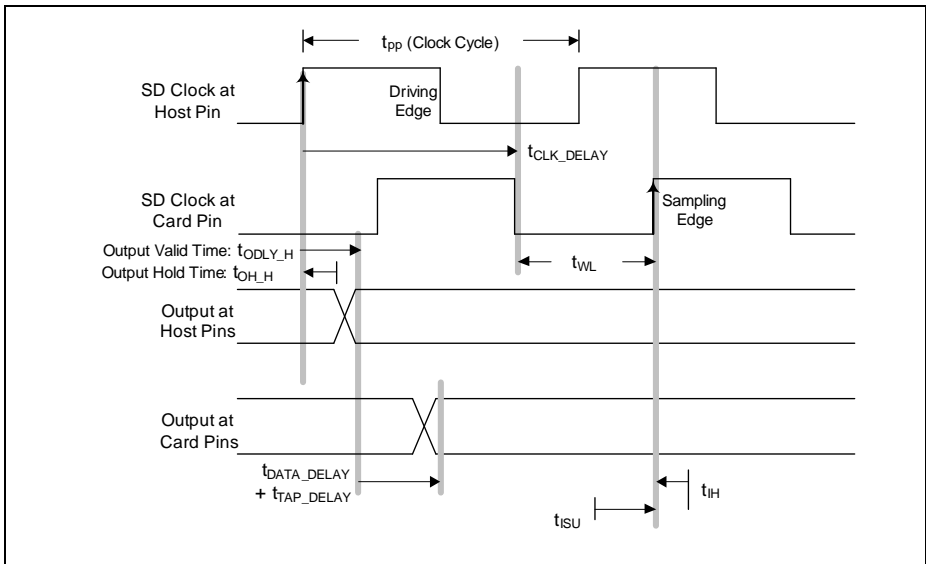 tpp (Clock Cycle)
SD Clock at
Host Pin
Driving
Edge
tCLK_DELAY
SD Clock at
Card Pin
Sampling
Edge
Output Valid Time: tODLY_H
Output Hold Time: tOH_H
tWL
Output at
Host Pins
Output at
Card Pins
tDATA_DELAY
+ tTAP_DELAY
tIH
tISU